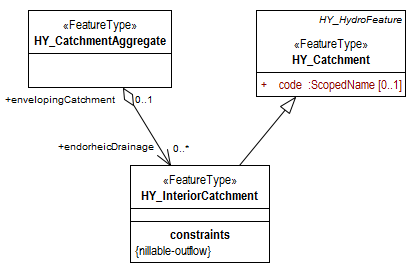 «FeatureType»
HY_CatchmentAggregate
HY_HydroFeature
«FeatureType»
HY_Catchment
+ code :ScopedName [0..1]
+envelopingCatchment 0..1
+endorheicDrainage 0..*
«FeatureType»
HY_InteriorCatchment
constraints
{nillable-outflow}